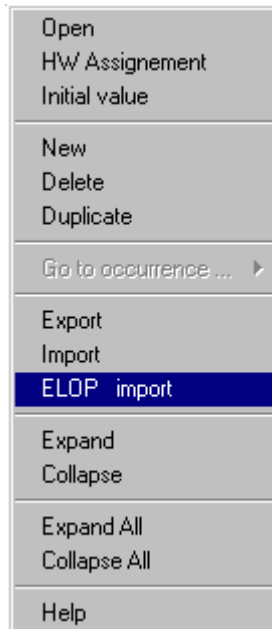 Open
HW Assignement
Initial value
New
Delete
Duplicate
Go to occurrence ...
Export
Import
ELOP import
Expand
Collapse
Expand All
Collapse All
Help